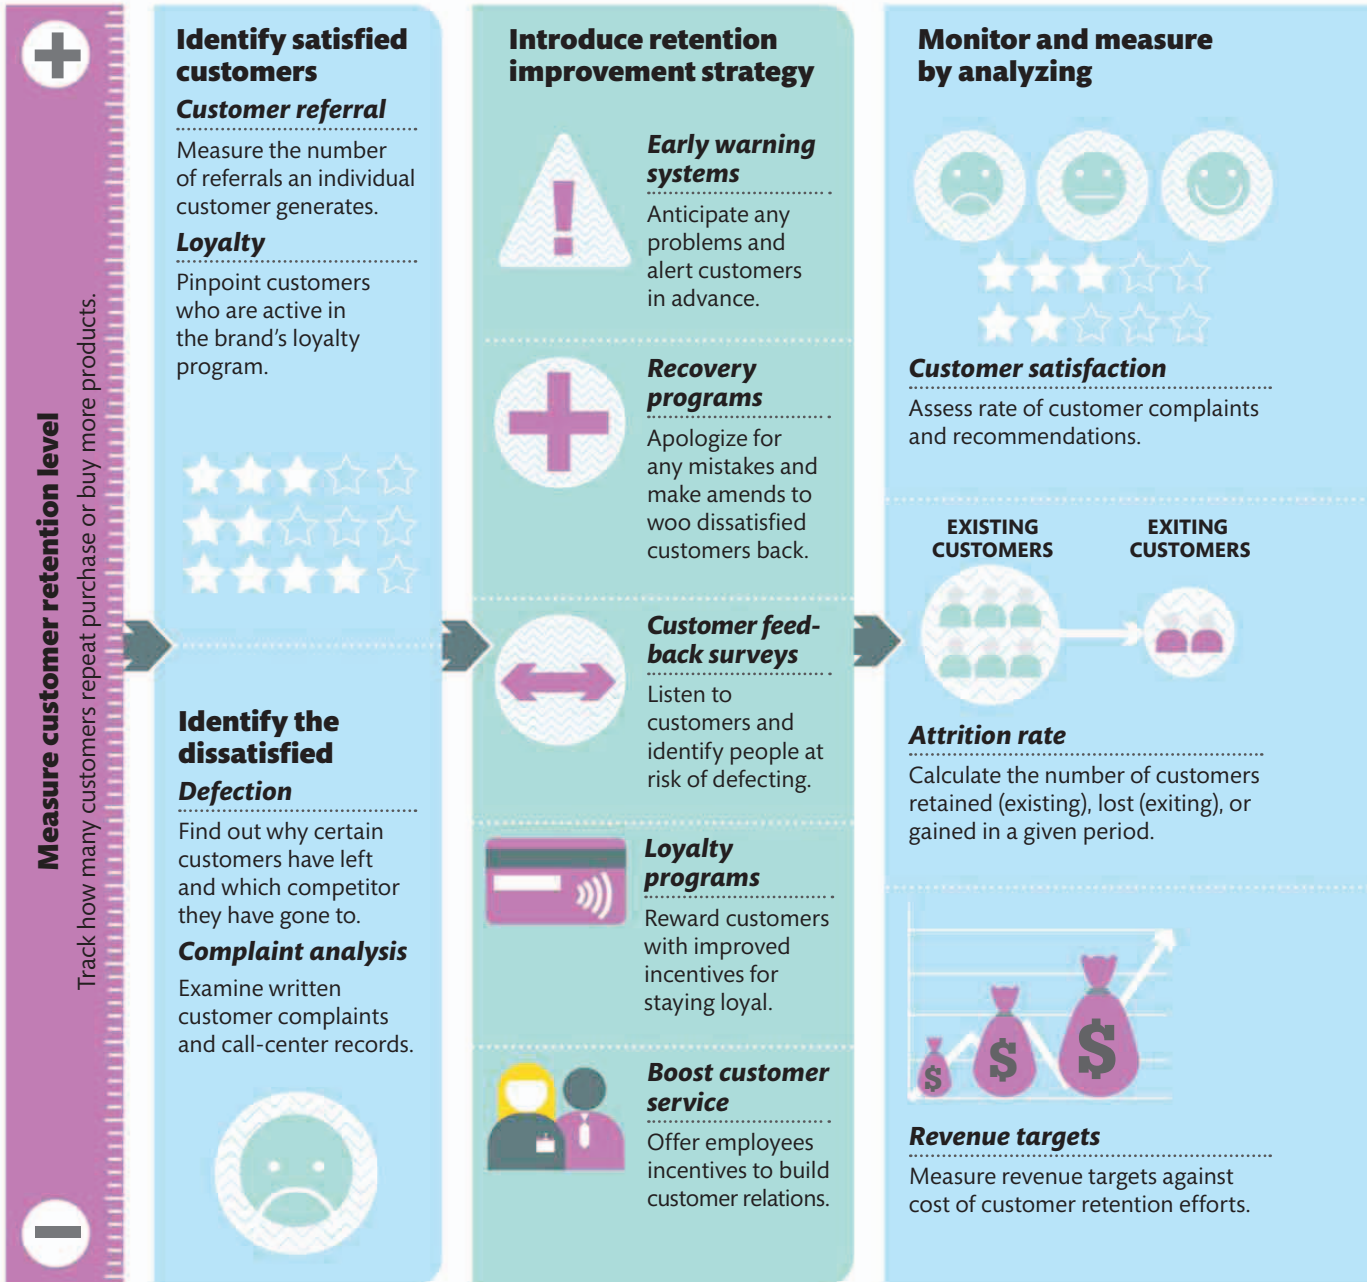 Measure customer retention level
Track how many customers repeat purchase or buy more products.
Identify satisfied
customers
Customer referral
Measure the number
of referrals an individual
customer generates.
Loyalty
Pinpoint customers
who are active in
the brand’s loyalty
program.
Identify the
dissatisfied
Defection
Find out why certain
customers have left
and which competitor
they have gone to.
Complaint analysis
Examine written
customer complaints
and call-center records.
Introduce retention
improvement strategy
Early warning
systems
Anticipate any
problems and
alert customers
in advance.
Recovery
programs
Apologize for
any mistakes and
make amends to
woo dissatisfied
customers back.
Customer feed-
back surveys
Listen to
customers and
identify people at
risk of defecting.
Loyalty
programs
Reward customers
with improved
incentives for
staying loyal.
Boost customer
service
Offer employees
incentives to build
customer relations.
Monitor and measure
by analyzing
Customer satisfaction
Assess rate of customer complaints
and recommendations.
EXISTING
CUSTOMERS
EXITING
CUSTOMERS
Attrition rate
Calculate the number of customers
retained (existing), lost (exiting), or
gained in a given period.
$ $ $
Revenue targets
Measure revenue targets against
cost of customer retention efforts.